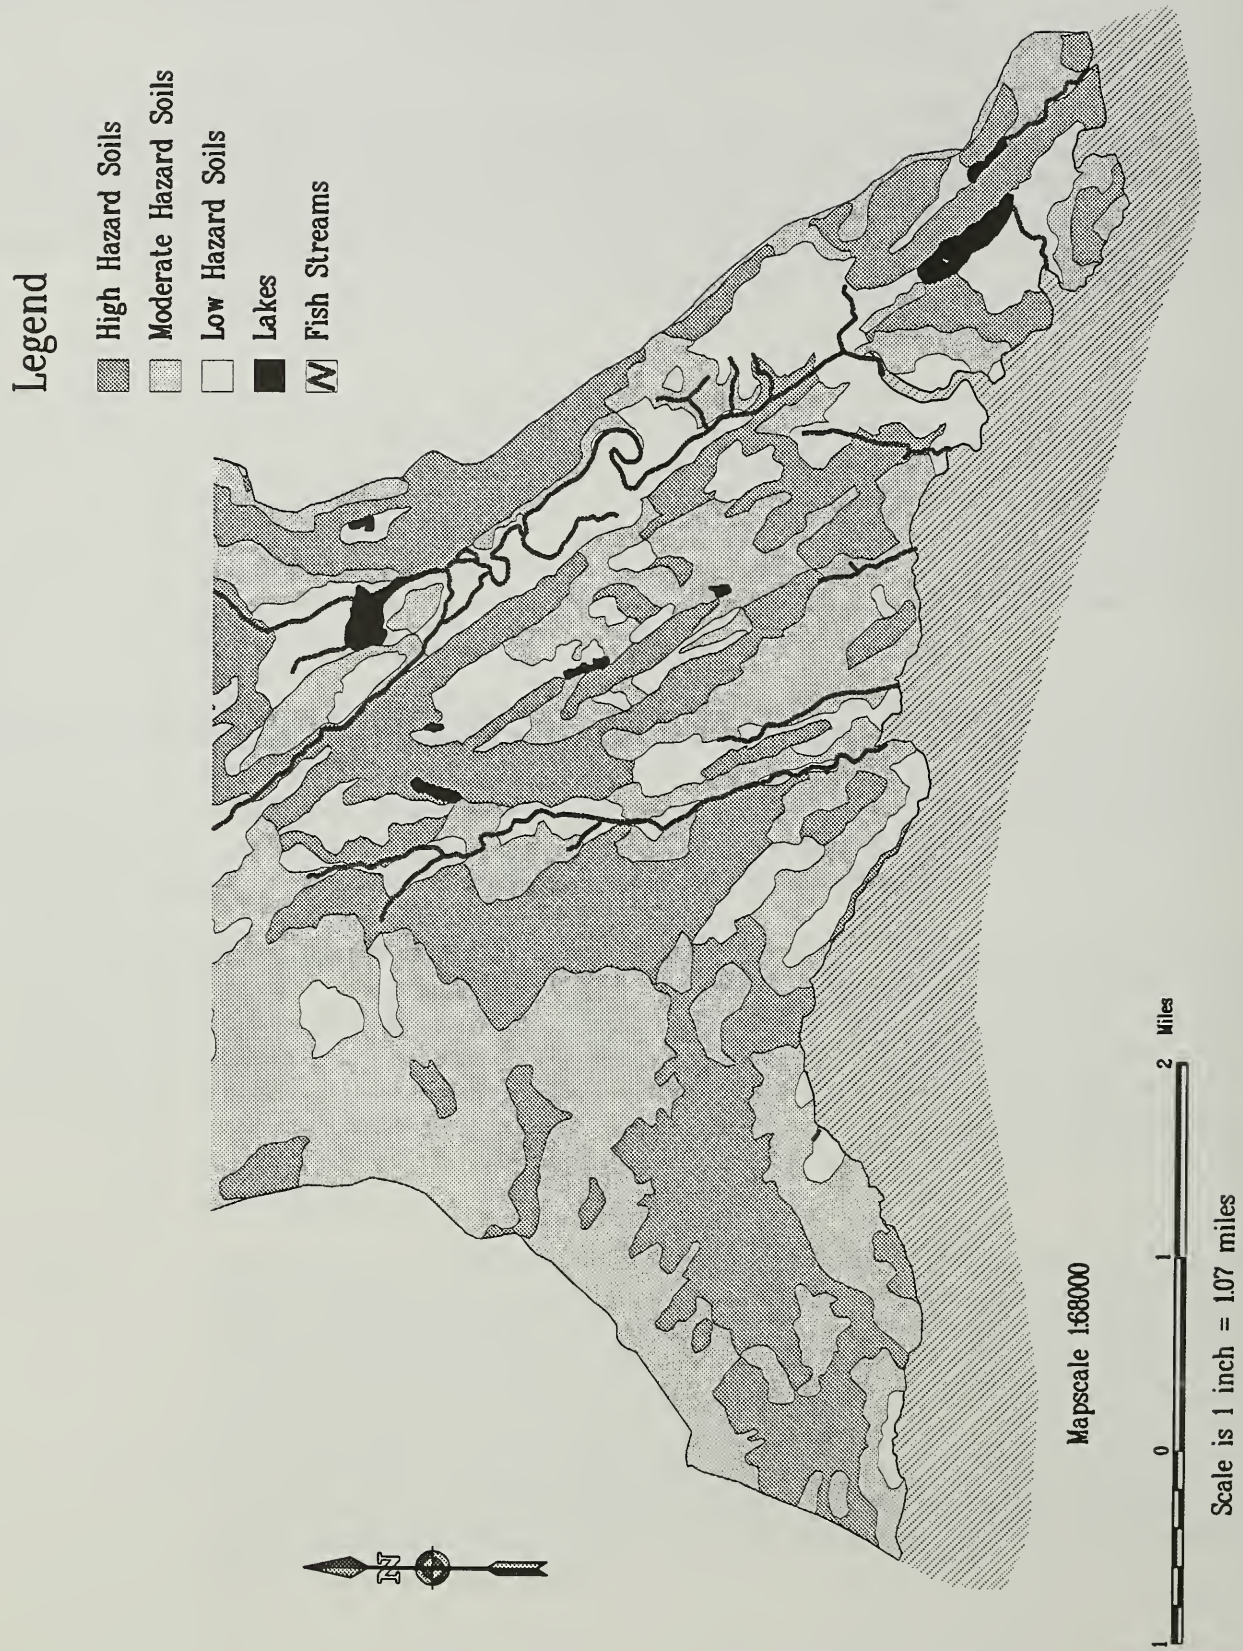 Legend
High Hazard Soils
Moderate Hazard Soils
Low Hazard Soils
Lakes
Fish Streams
N
Mapscale 1:68000
1 0 1 2 Miles
Scale is 1 inch = 1.07 miles